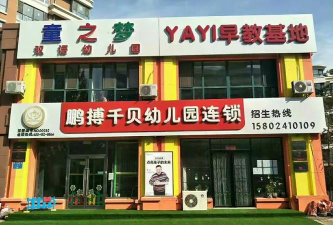 童之梦
双语幼儿园
YAYI早教基地
鹏搏千贝幼儿园连锁
招生热线
15802410109